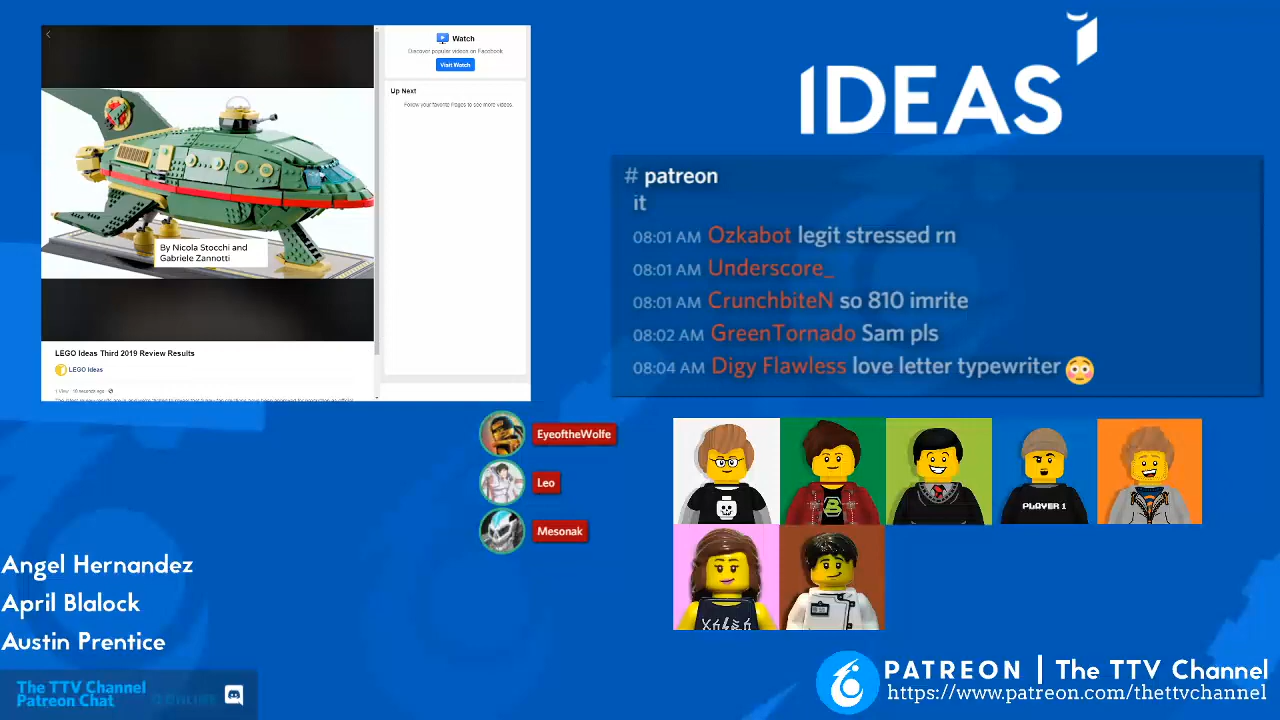 Watch
Discover popular videos on Facebook
Visit Watch
Up Next
Follow your favorite Pages to see more videos.
By Nicola Stocchi and
Gabriele Zannotti
LEGO Ideas Third 2019 Review Results
LEGO Ideas
IDEAS
# patreon
it
08:01 AM Ozkabot legit stressed rn
08:01 AM Underscore_
08:01 AM CrunchbiteN so 810 imrite
08:02 AM GreenTornado Sam pls
08:04 AM Digy Flawless love letter typewriter 😳
EyeoftheWolfe
Leo
Mesonak
PLAYER 1
Angel Hernandez
April Blalock
Austin Prentice
The TTV Channel
Patreon Chat
PATREON | The TTV Channel
https://www.patreon.com/thettvchannel